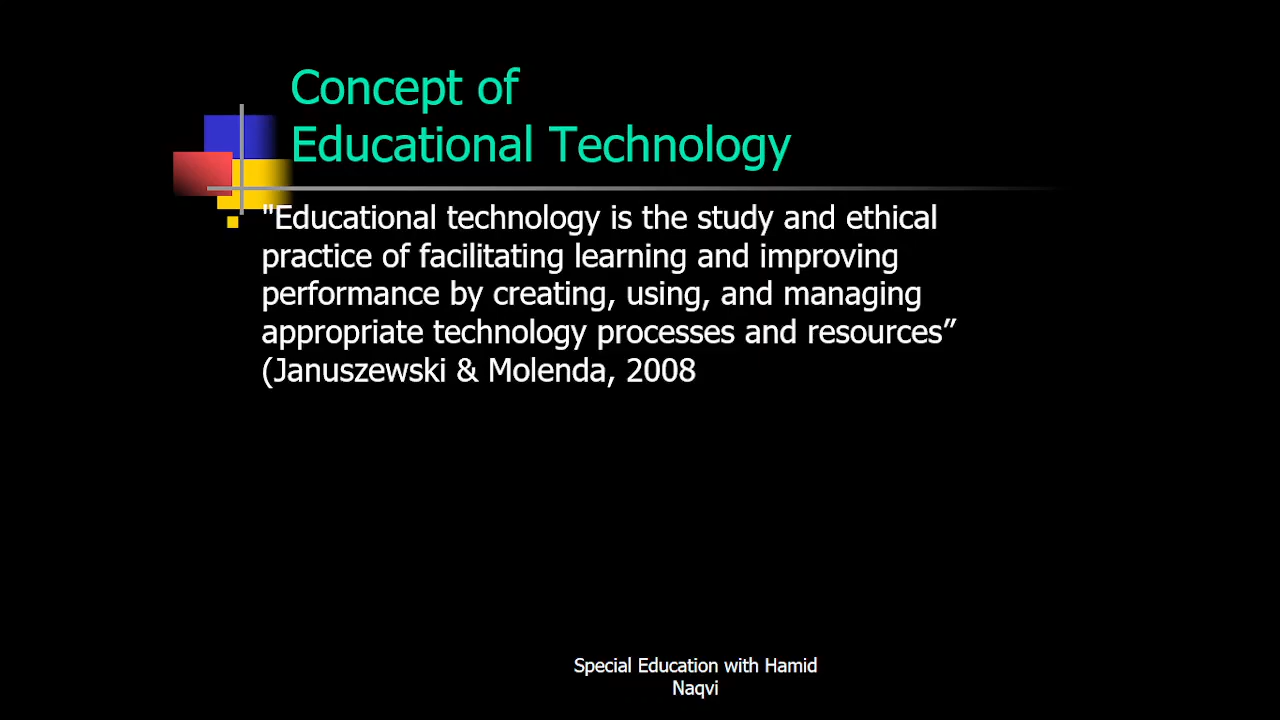 Concept of
Educational Technology
"Educational technology is the study and ethical
practice of facilitating learning and improving
performance by creating, using, and managing
appropriate technology processes and resources”
(Januszewski & Molenda, 2008
Special Education with Hamid
Naqvi